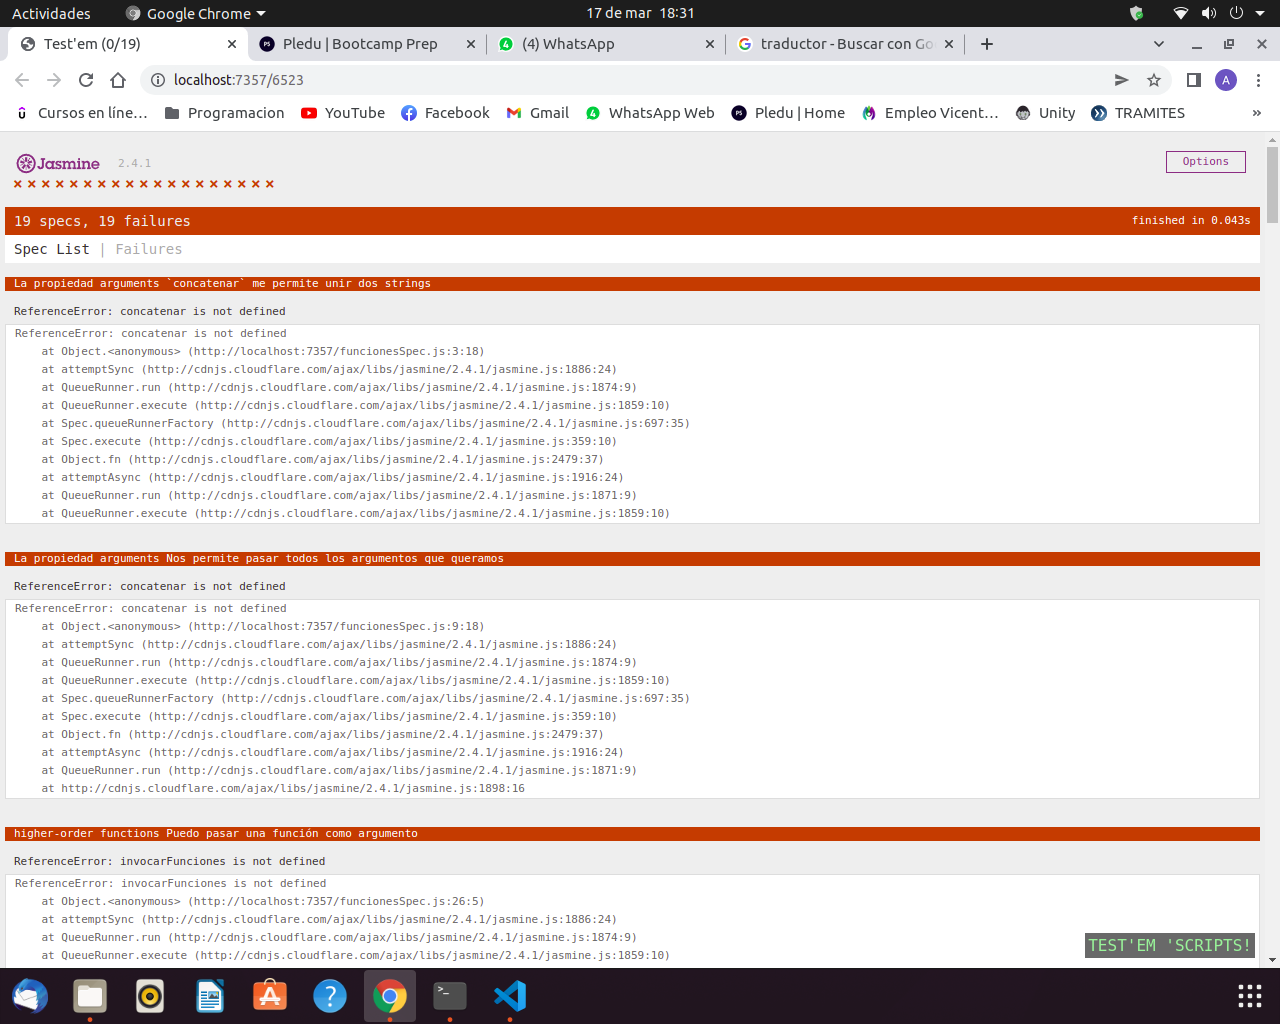 Actividades
Google Chrome
17 de mar 18:31
Test'em (0/19)
Pledu | Bootcamp Prep
(4) WhatsApp
traductor - Buscar con Go
localhost:7357/6523
A
Cursos en líne...
Programacion
YouTube
Facebook
Gmail
WhatsApp Web
Pledu | Home
Empleo Vicent...
Unity
TRAMITES
»
Jasmine 2.4.1
Options
× × × × × × × × × × × × × × × × × × ×
19 specs, 19 failures
finished in 0.043s
Spec List | Failures
La propiedad arguments `concatenar` me permite unir dos strings
ReferenceError: concatenar is not defined
ReferenceError: concatenar is not defined
at Object.<anonymous> (http://localhost:7357/funcionesSpec.js:3:18)
at attemptSync (http://cdnjs.cloudflare.com/ajax/libs/jasmine/2.4.1/jasmine.js:1886:24)
at QueueRunner.run (http://cdnjs.cloudflare.com/ajax/libs/jasmine/2.4.1/jasmine.js:1874:9)
at QueueRunner.execute (http://cdnjs.cloudflare.com/ajax/libs/jasmine/2.4.1/jasmine.js:1859:10)
at Spec.queueRunnerFactory (http://cdnjs.cloudflare.com/ajax/libs/jasmine/2.4.1/jasmine.js:697:35)
at Spec.execute (http://cdnjs.cloudflare.com/ajax/libs/jasmine/2.4.1/jasmine.js:359:10)
at Object.fn (http://cdnjs.cloudflare.com/ajax/libs/jasmine/2.4.1/jasmine.js:2479:37)
at attemptAsync (http://cdnjs.cloudflare.com/ajax/libs/jasmine/2.4.1/jasmine.js:1916:24)
at QueueRunner.run (http://cdnjs.cloudflare.com/ajax/libs/jasmine/2.4.1/jasmine.js:1871:9)
at QueueRunner.execute (http://cdnjs.cloudflare.com/ajax/libs/jasmine/2.4.1/jasmine.js:1859:10)
La propiedad arguments Nos permite pasar todos los argumentos que queramos
ReferenceError: concatenar is not defined
ReferenceError: concatenar is not defined
at Object.<anonymous> (http://localhost:7357/funcionesSpec.js:9:18)
at attemptSync (http://cdnjs.cloudflare.com/ajax/libs/jasmine/2.4.1/jasmine.js:1886:24)
at QueueRunner.run (http://cdnjs.cloudflare.com/ajax/libs/jasmine/2.4.1/jasmine.js:1874:9)
at QueueRunner.execute (http://cdnjs.cloudflare.com/ajax/libs/jasmine/2.4.1/jasmine.js:1859:10)
at Spec.queueRunnerFactory (http://cdnjs.cloudflare.com/ajax/libs/jasmine/2.4.1/jasmine.js:697:35)
at Spec.execute (http://cdnjs.cloudflare.com/ajax/libs/jasmine/2.4.1/jasmine.js:359:10)
at Object.fn (http://cdnjs.cloudflare.com/ajax/libs/jasmine/2.4.1/jasmine.js:2479:37)
at attemptAsync (http://cdnjs.cloudflare.com/ajax/libs/jasmine/2.4.1/jasmine.js:1916:24)
at QueueRunner.run (http://cdnjs.cloudflare.com/ajax/libs/jasmine/2.4.1/jasmine.js:1871:9)
at http://cdnjs.cloudflare.com/ajax/libs/jasmine/2.4.1/jasmine.js:1898:16
higher-order functions Puedo pasar una función como argumento
ReferenceError: invocarFunciones is not defined
ReferenceError: invocarFunciones is not defined
at Object.<anonymous> (http://localhost:7357/funcionesSpec.js:26:5)
at attemptSync (http://cdnjs.cloudflare.com/ajax/libs/jasmine/2.4.1/jasmine.js:1886:24)
at QueueRunner.run (http://cdnjs.cloudflare.com/ajax/libs/jasmine/2.4.1/jasmine.js:1874:9)
at QueueRunner.execute (http://cdnjs.cloudflare.com/ajax/libs/jasmine/2.4.1/jasmine.js:1859:10)
TEST'EM 'SCRIPTS!